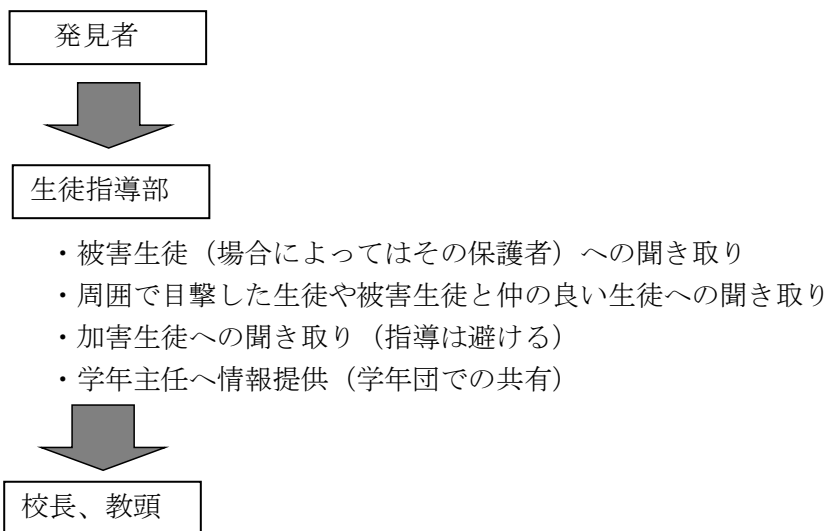 発見者
生徒指導部
・被害生徒（場合によってはその保護者）への聞き取り
・周囲で目撃した生徒や被害生徒と仲の良い生徒への聞き取り
・加害生徒への聞き取り（指導は避ける）
・学年主任へ情報提供（学年団での共有）
校長、教頭